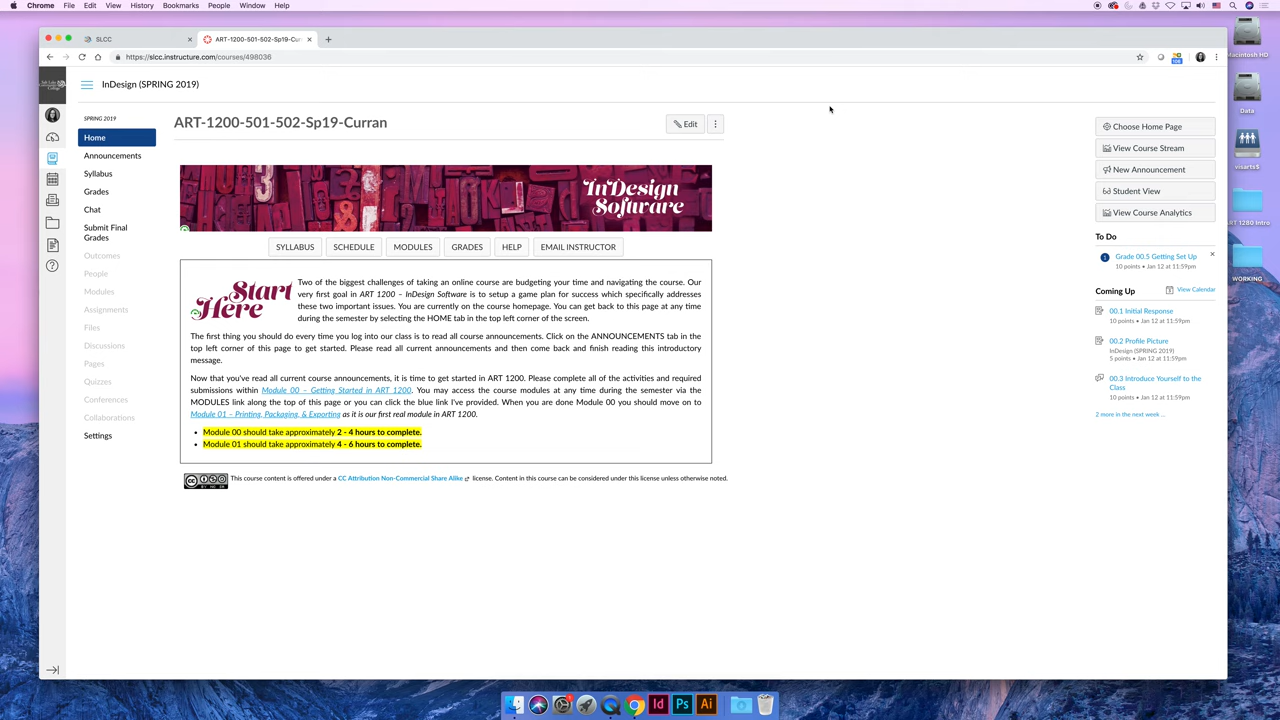 Chrome File Edit View History Bookmarks People Window Help
SLCC
ART-1200-501-502-Sp19-Cur
https://slcc.instructure.com/courses/498036
106
InDesign (SPRING 2019)
SPRING 2019
Home
Announcements
Syllabus
Grades
Chat
Submit Final
Grades
Outcomes
People
Modules
Assignments
Files
Discussions
Pages
Quizzes
Conferences
Collaborations
Settings
ART-1200-501-502-Sp19-Curran
Edit
InDesign
Software
SYLLABUS
SCHEDULE
MODULES
GRADES
HELP
EMAIL INSTRUCTOR
Start
Here
Two of the biggest challenges of taking an online course are budgeting your time and navigating the course. Our
very first goal in ART 1200 – InDesign Software is to setup a game plan for success which specifically addresses
these two important issues. You are currently on the course homepage. You can get back to this page at any time
during the semester by selecting the HOME tab in the top left corner of the screen.
The first thing you should do every time you log into our class is to read all course announcements. Click on the ANNOUNCEMENTS tab in the
top left corner of this page to get started. Please read all current announcements and then come back and finish reading this introductory
message.
Now that you've read all current course announcements, it is time to get started in ART 1200. Please complete all of the activities and required
submissions within Module 00 – Getting Started in ART 1200. You may access the course modules at any time during the semester via the
MODULES link along the top of this page or you can click the blue link I've provided. When you are done Module 00 you should move on to
Module 01 – Printing, Packaging, & Exporting as it is our first real module in ART 1200.
• Module 00 should take approximately 2 - 4 hours to complete.
• Module 01 should take approximately 4 - 6 hours to complete.
This course content is offered under a CC Attribution Non-Commercial Share Alike license. Content in this course can be considered under this license unless otherwise noted.
Choose Home Page
View Course Stream
New Announcement
Student View
View Course Analytics
To Do
1 Grade 00.5 Getting Set Up
10 points • Jan 12 at 11:59pm
Coming Up
View Calendar
00.1 Initial Response
10 points • Jan 12 at 11:59pm
00.2 Profile Picture
InDesign (SPRING 2019)
5 points • Jan 12 at 11:59pm
00.3 Introduce Yourself to the
Class
10 points • Jan 12 at 11:59pm
2 more in the next week ...
Macintosh HD
Data
visarts5
ART 1280 Intro
WORKING
Id
Ps
Ai